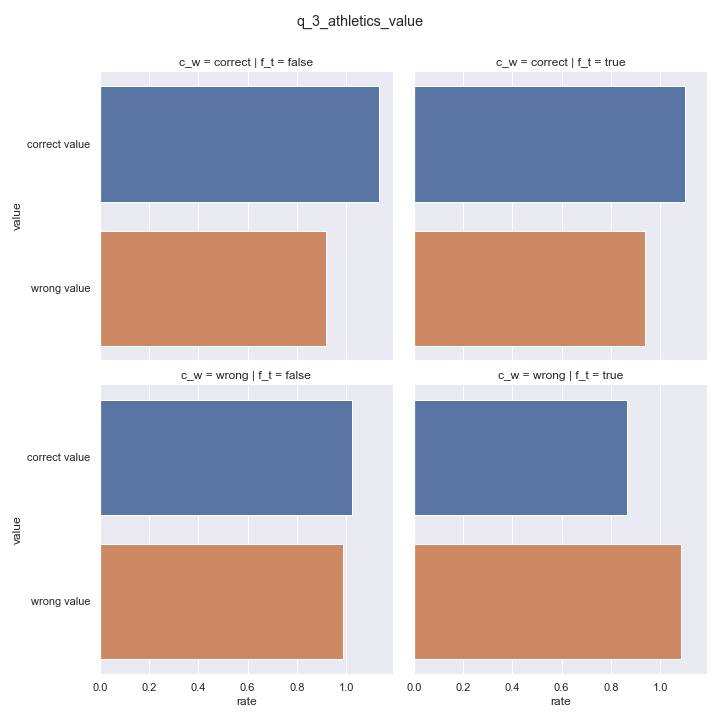 q_3_athletics_value
c_w = correct | f_t = false
c_w = correct | f_t = true
correct value
wrong value
value
c_w = wrong | f_t = false
c_w = wrong | f_t = true
correct value
wrong value
value
0.0 0.2 0.4 0.6 0.8 1.0
0.0 0.2 0.4 0.6 0.8 1.0
rate
rate